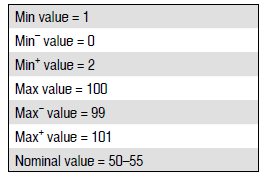 Min value = 1
Min⁻ value = 0
Min⁺ value = 2
Max value = 100
Max⁻ value = 99
Max⁺ value = 101
Nominal value = 50–55